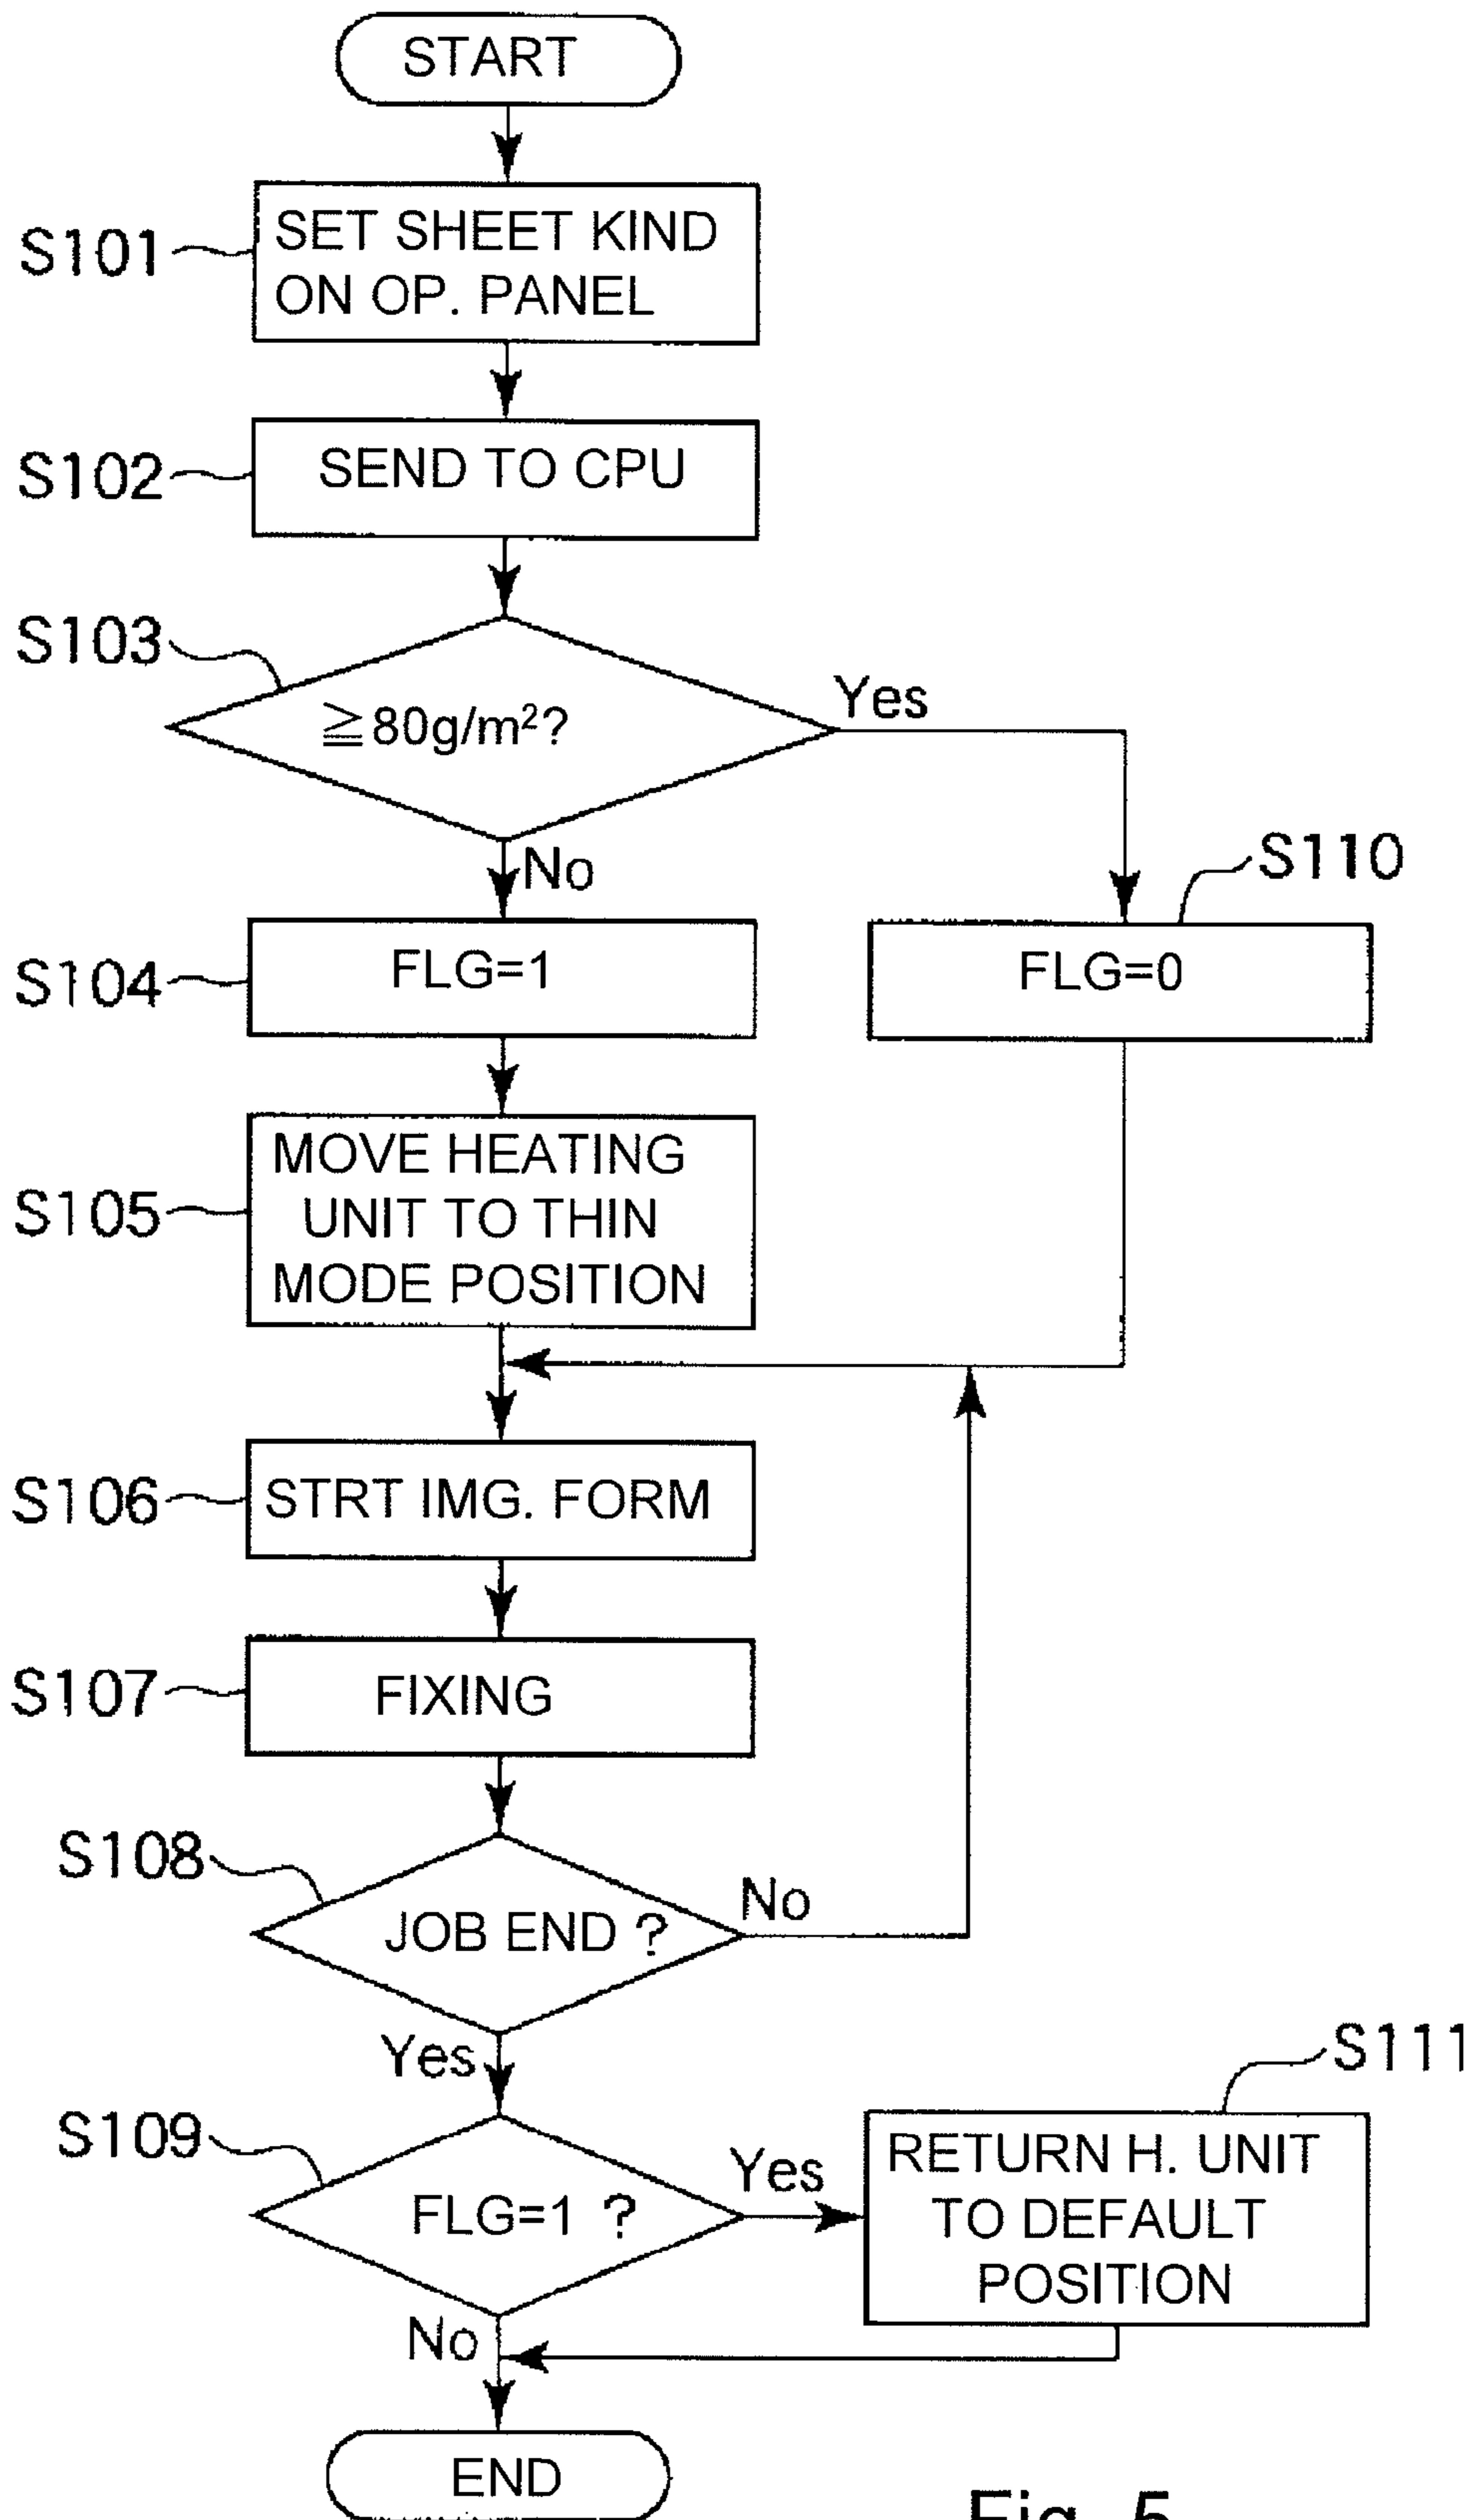 START
S101
SET SHEET KIND
ON OP. PANEL
S102
SEND TO CPU
S103
≧80g/m²?
Yes
No
S104
FLG=1
S110
FLG=0
S105
MOVE HEATING
UNIT TO THIN
MODE POSITION
S106
STRT IMG. FORM
S107
FIXING
S108
JOB END ?
No
Yes
S109
FLG=1 ?
Yes
S111
RETURN H. UNIT
TO DEFAULT
POSITION
No
END
Fig. 5